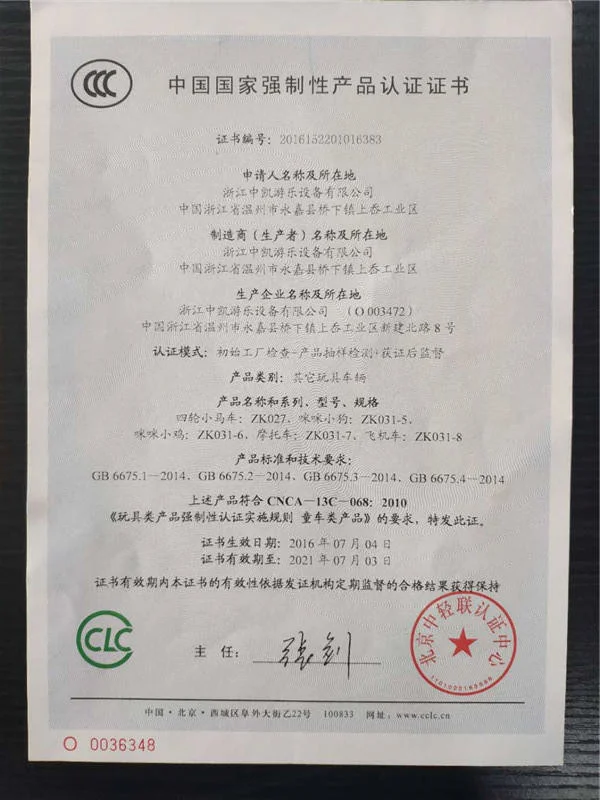 CCC
中国国家强制性产品认证证书
证书编号：2016152201016383
申请人名称及所在地
浙江中凯游乐设备有限公司
中国浙江省温州市永嘉县桥下镇上岙工业区
制造商（生产者）名称及所在地
浙江中凯游乐设备有限公司
中国浙江省温州市永嘉县桥下镇上岙工业区
生产企业名称及所在地
浙江中凯游乐设备有限公司 （O 003472）
中国浙江省温州市永嘉县桥下镇上岙工业区新建北路 8 号
认证模式：初始工厂检查+产品抽样检测+获证后监督
产品类别：其它玩具车辆
产品名称和系列、型号、规格
四轮小马车：ZK027、咪咪小狗：ZK031-5、
咪咪小鸡：ZK031-6、摩托车：ZK031-7、飞机车：ZK031-8
产品标准和技术要求：
GB 6675.1—2014、GB 6675.2—2014、GB 6675.3—2014、GB 6675.4—2014
上述产品符合 CNCA—13C—068：2010
《玩具类产品强制性认证实施规则 童车类产品》的要求，特发此证。
证书生效日期：2016 年 07 月 04 日
证书有效期至：2021 年 07 月 03 日
证书有效期内本证书的有效性依据发证机构定期监督的合格结果获得保持
CLC
主 任：张剑
北京中轻联认证中心
中国·北京·西城区阜外大街乙22号 100833 网址：www.cclc.cn
O 0036348